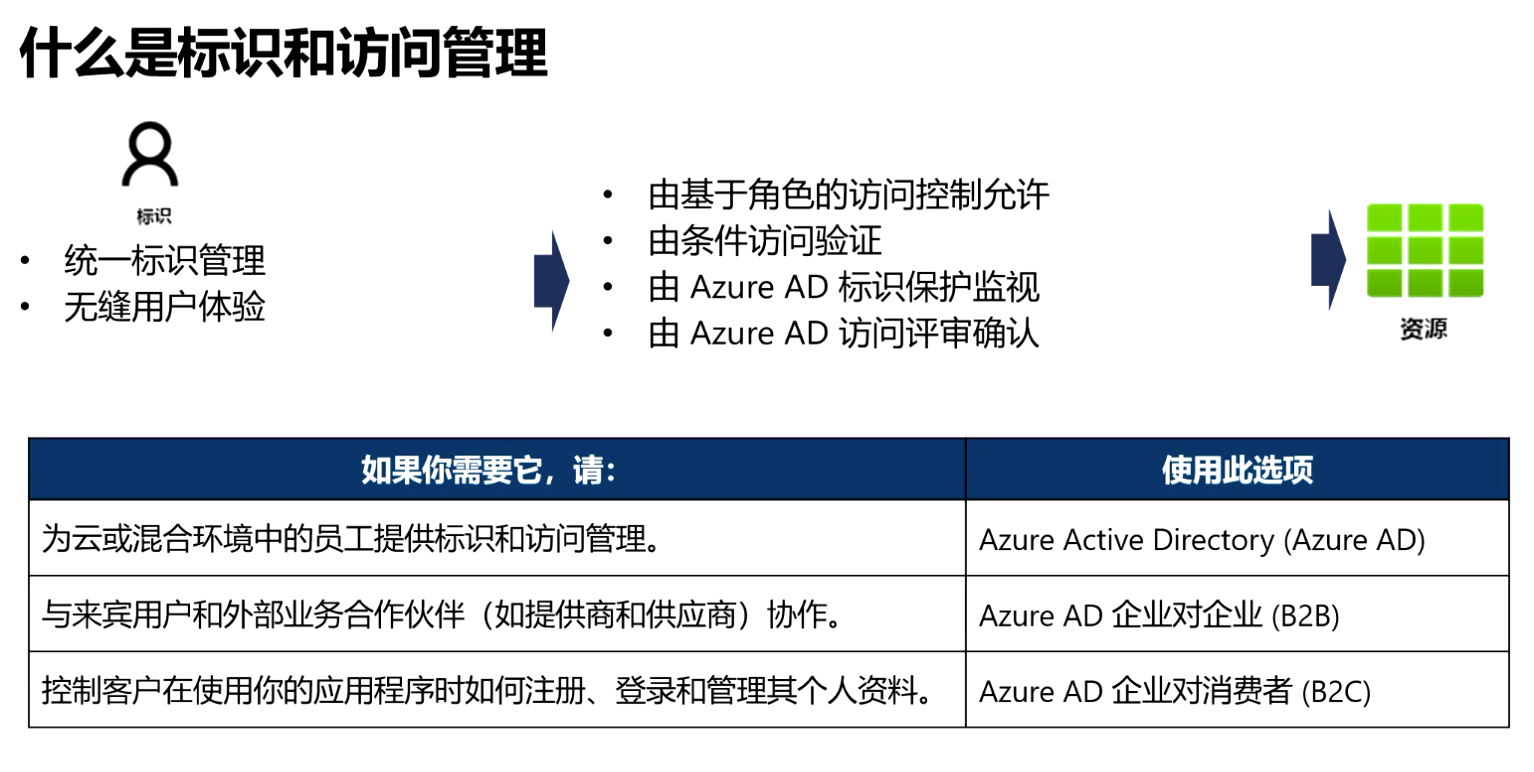 什么是标识和访问管理
标识
• 统一标识管理
• 无缝用户体验
• 由基于角色的访问控制允许
• 由条件访问验证
• 由 Azure AD 标识保护监视
• 由 Azure AD 访问评审确认
资源
如果你需要它，请： 使用此选项
为云或混合环境中的员工提供标识和访问管理。 Azure Active Directory (Azure AD)
与来宾用户和外部业务合作伙伴（如提供商和供应商）协作。 Azure AD 企业对企业 (B2B)
控制客户在使用你的应用程序时如何注册、登录和管理其个人资料。 Azure AD 企业对消费者 (B2C)